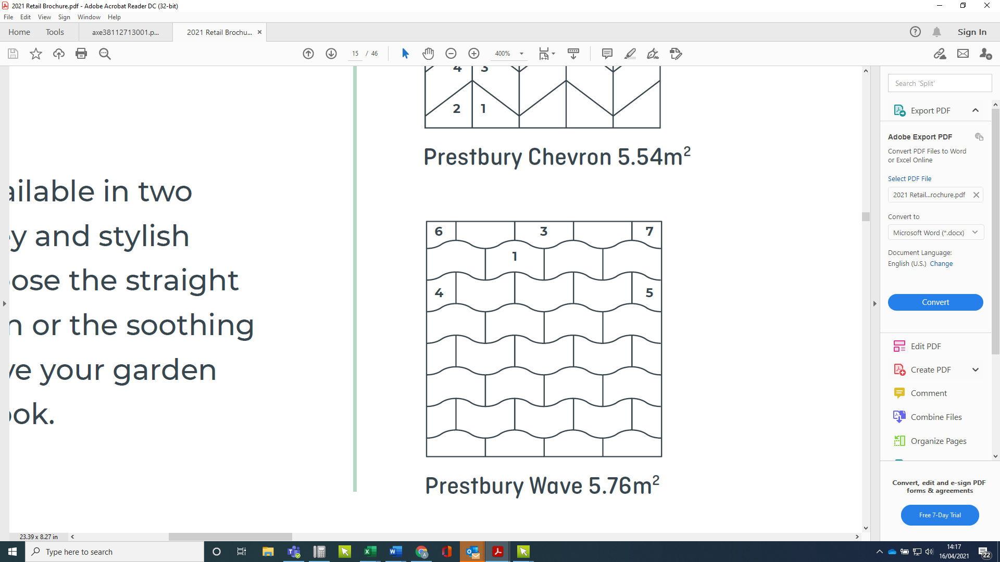 2021 Retail Brochure.pdf - Adobe Acrobat Reader DC (32-bit)
File Edit View Sign Window Help
Home Tools axe38112713001.p... 2021 Retail Brochu... Sign In
15 / 46 400%
4 3
2 1
Prestbury Chevron 5.54m²
ailable in two
ey and stylish
oose the straight
n or the soothing
ve your garden
ook.
6 3 7
1
4 5
Prestbury Wave 5.76m²
23.39 x 8.27 in
Search 'Split'
Export PDF
Adobe Export PDF
Convert PDF Files to Word
or Excel Online
Select PDF File
2021 Retail...rochure.pdf
Convert to
Microsoft Word (*.docx)
Document Language:
English (U.S.) Change
Convert
Edit PDF
Create PDF
Comment
Combine Files
Organize Pages
Convert, edit and e-sign PDF
forms & agreements
Free 7-Day Trial
Type here to search
14:17
16/04/2021
22